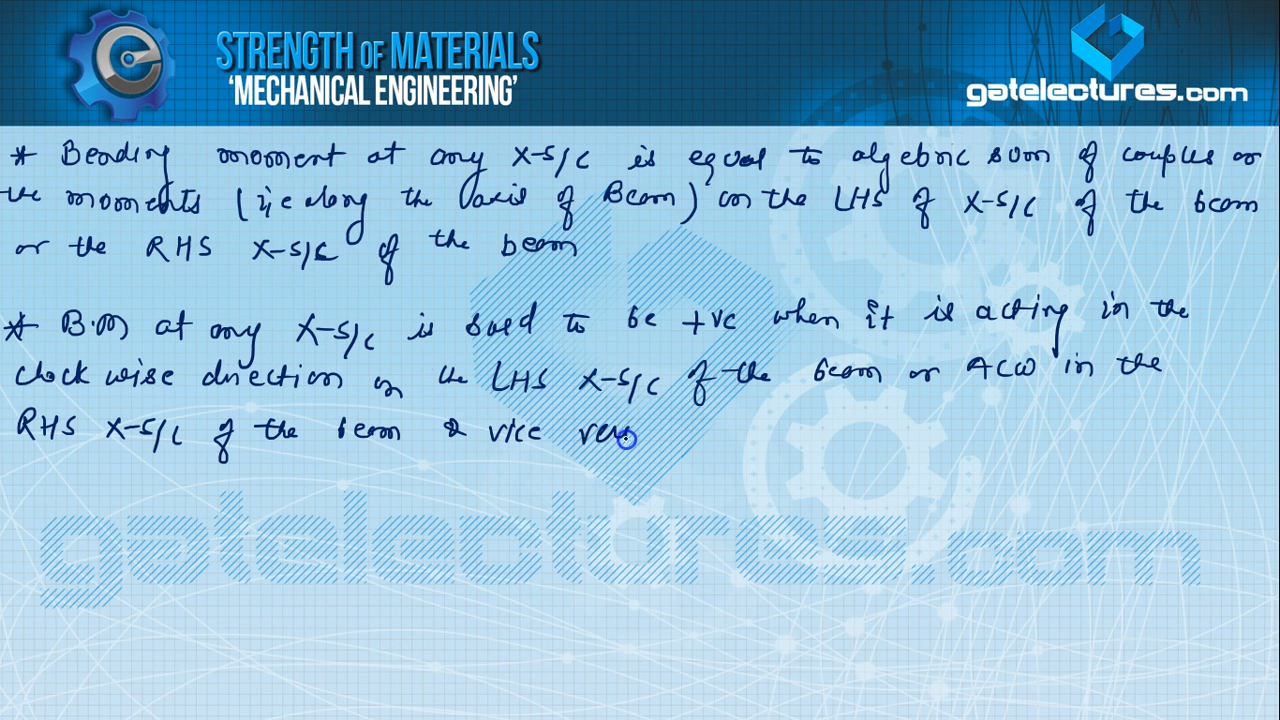 STRENGTH OF MATERIALS
'MECHANICAL ENGINEERING'
gatelectures.com
* Bending moment at any X-S/C is equal to algebric sum of couples or
the moments (i.e along the axis of Beam) on the LHS of X-S/C of the beam
or the RHS X-S/C of the beam
* B.M at any X-S/C is said to be +ve when it is acting in the
clock wise direction in the LHS X-S/C of the beam or ACW in the
RHS X-S/C of the beam & vice ver
gatelectures.com